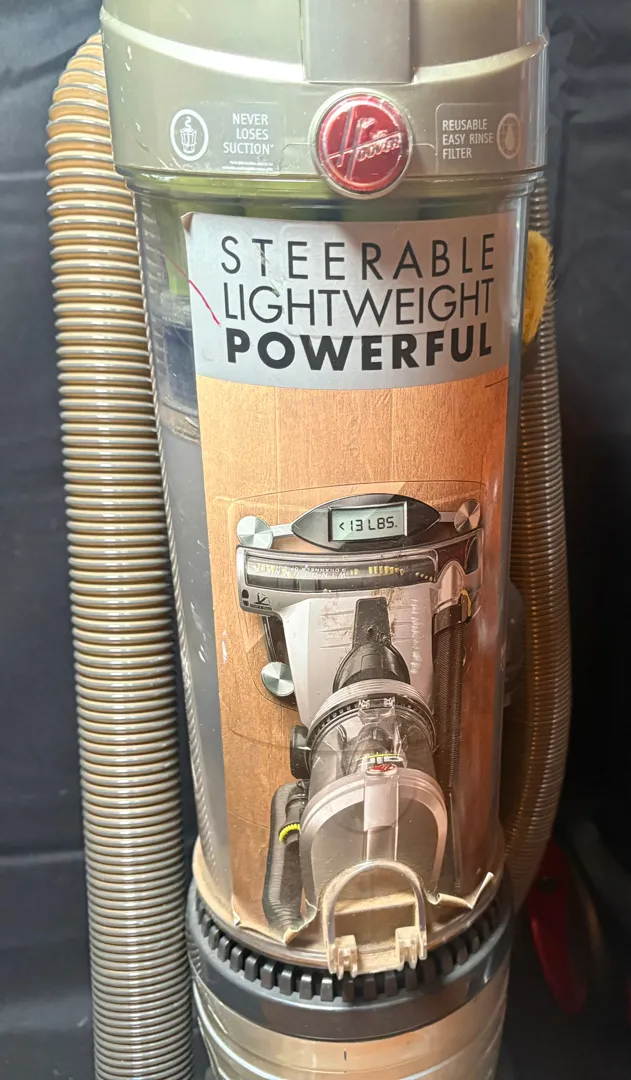 NEVER
LOSES
SUCTION*
Hoover
REUSABLE
EASY RINSE
FILTER
STEERABLE
LIGHTWEIGHT
POWERFUL
<13 LBS.